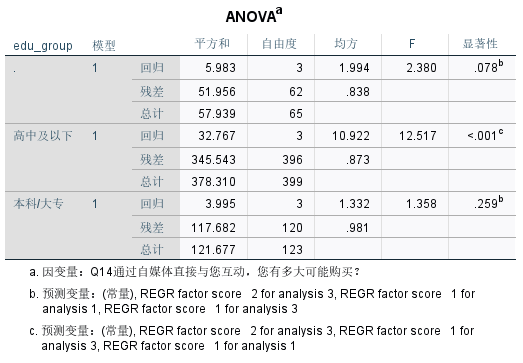 ANOVAa
edu_group 模型 平方和 自由度 均方 F 显著性
. 1 回归 5.983 3 1.994 2.380 .078b
残差 51.956 62 .838
总计 57.939 65
高中及以下 1 回归 32.767 3 10.922 12.517 <.001c
残差 345.543 396 .873
总计 378.310 399
本科/大专 1 回归 3.995 3 1.332 1.358 .259b
残差 117.682 120 .981
总计 121.677 123
a. 因变量：Q14通过自媒体直接与您互动，您有多大可能购买？
b. 预测变量：(常量), REGR factor score 2 for analysis 3, REGR factor score 1 for
analysis 1, REGR factor score 1 for analysis 3
c. 预测变量：(常量), REGR factor score 2 for analysis 3, REGR factor score 1 for
analysis 3, REGR factor score 1 for analysis 1